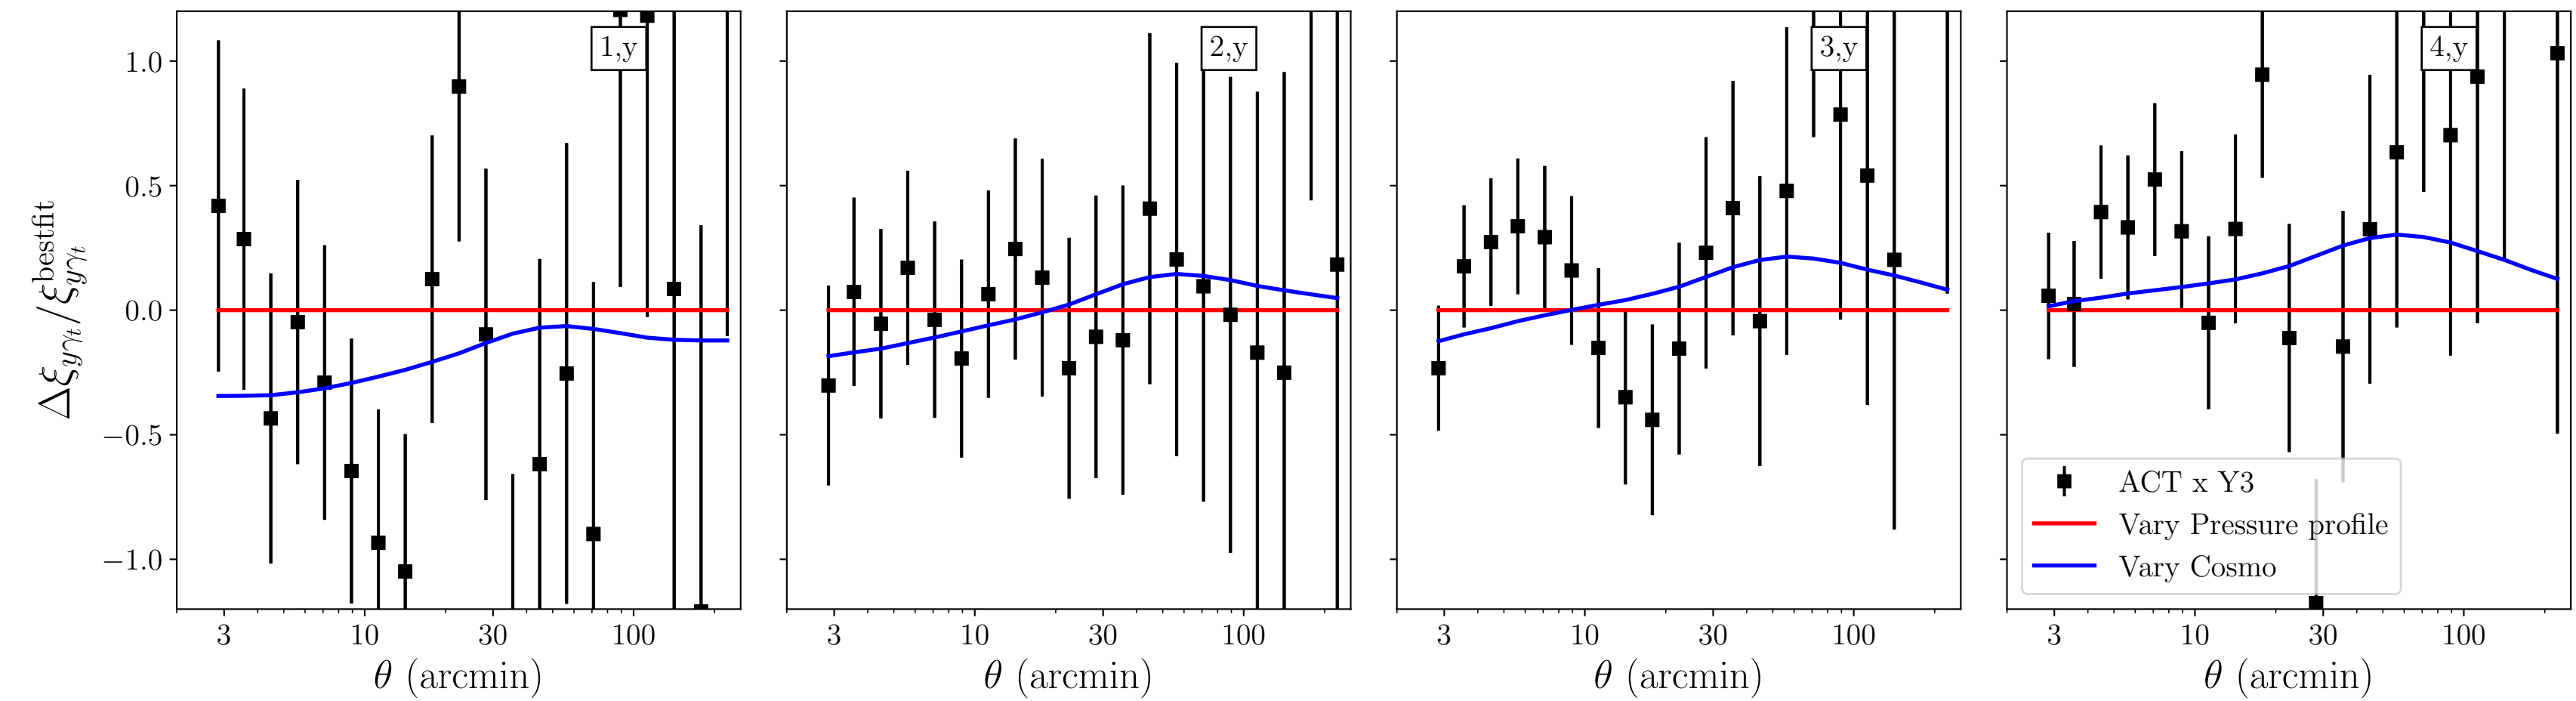 Δξ_{yγ_t}/ξ_{yγ_t}^{bestfit}
1.0
0.5
0.0
−0.5
−1.0
1,y
2,y
3,y
4,y
ACT x Y3
Vary Pressure profile
Vary Cosmo
3 10 30 100
3 10 30 100
3 10 30 100
3 10 30 100
θ (arcmin)
θ (arcmin)
θ (arcmin)
θ (arcmin)